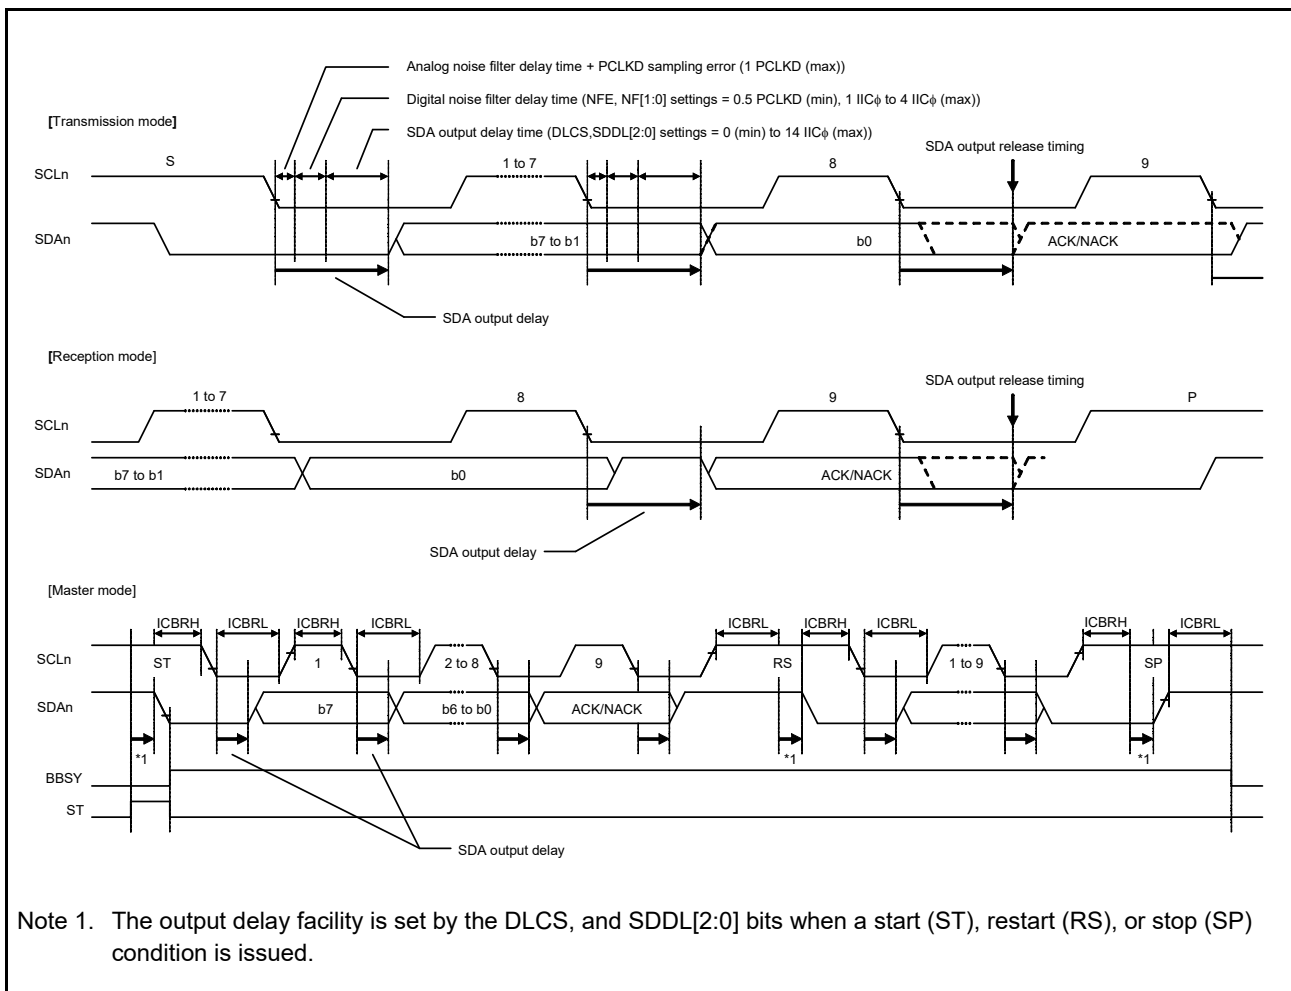 Analog noise filter delay time + PCLKD sampling error (1 PCLKD (max))
Digital noise filter delay time (NFE, NF[1:0] settings = 0.5 PCLKD (min), 1 IICϕ to 4 IICϕ (max))
[Transmission mode]
SDA output delay time (DLCS,SDDL[2:0] settings = 0 (min) to 14 IICϕ (max))
SDA output release timing
S 1 to 7 8 9
SCLn
SDAn b7 to b1 b0 ACK/NACK
SDA output delay
[Reception mode]
SDA output release timing
1 to 7 8 9 P
SCLn
SDAn b7 to b1 b0 ACK/NACK
SDA output delay
[Master mode]
ICBRH ICBRL ICBRH ICBRL ICBRL ICBRH ICBRL ICBRH ICBRL
SCLn ST 1 2 to 8 9 RS 1 to 9 SP
SDAn b7 b6 to b0 ACK/NACK
*1 *1 *1
BBSY
ST
SDA output delay
Note 1. The output delay facility is set by the DLCS, and SDDL[2:0] bits when a start (ST), restart (RS), or stop (SP)
condition is issued.